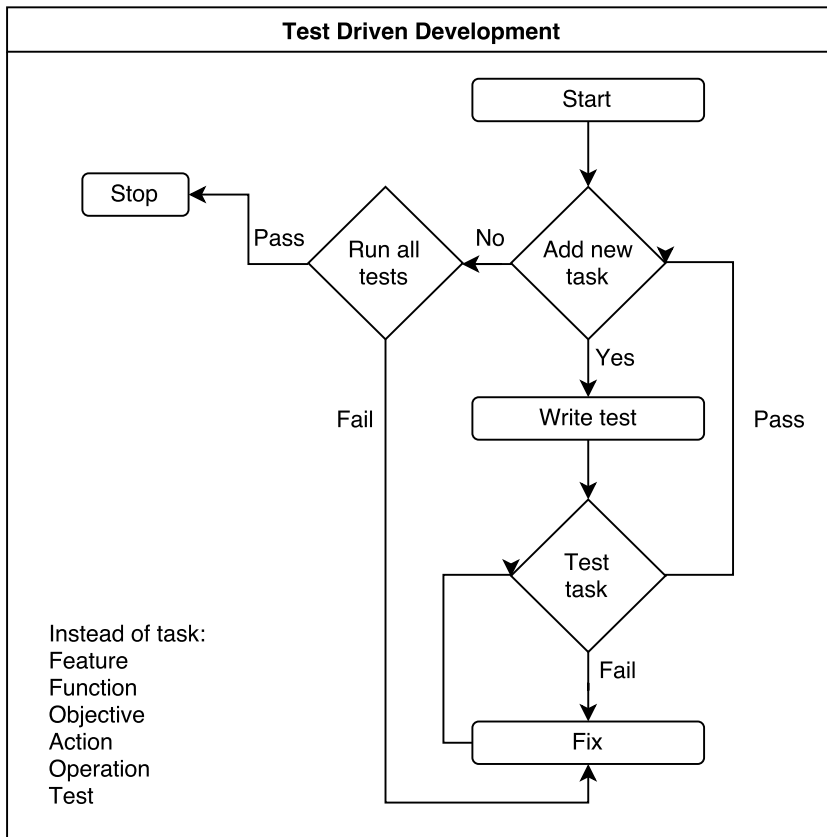 Test Driven Development
Start
Stop
Pass
Run all
tests
No
Add new
task
Yes
Fail
Write test
Pass
Test
task
Fail
Fix
Instead of task:
Feature
Function
Objective
Action
Operation
Test